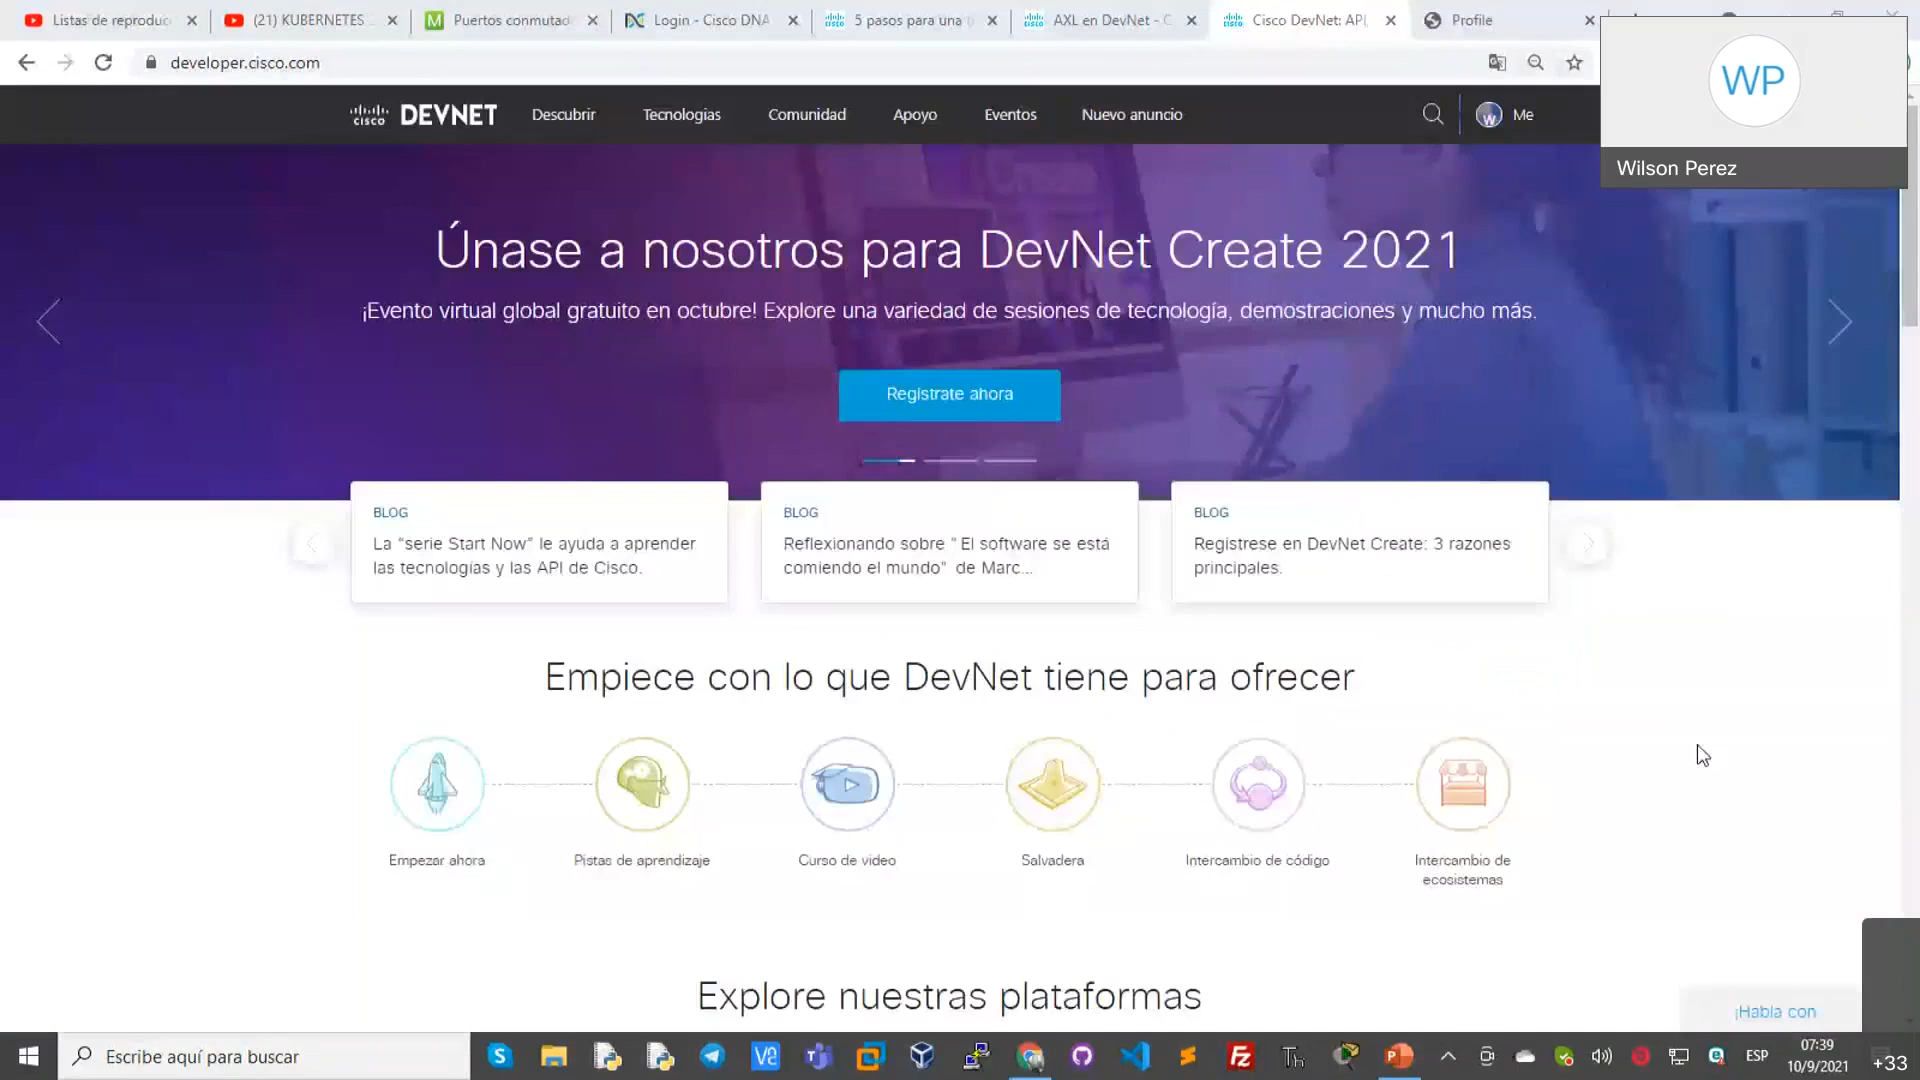 Listas de reproduc
(21) KUBERNETES
Puertos conmutad
Login - Cisco DNA
5 pasos para una
AXL en DevNet - C
Cisco DevNet: API,
Profile
developer.cisco.com
WP
Wilson Perez
CISCO DEVNET
Descubrir
Tecnologías
Comunidad
Apoyo
Eventos
Nuevo anuncio
W
Me
Create
Únase a nosotros para DevNet Create 2021
¡Evento virtual global gratuito en octubre! Explore una variedad de sesiones de tecnología, demostraciones y mucho más.
Regístrate ahora
BLOG
La “serie Start Now” le ayuda a aprender
las tecnologías y las API de Cisco.
BLOG
Reflexionando sobre " El software se está
comiendo el mundo" de Marc...
BLOG
Regístrese en DevNet Create: 3 razones
principales.
Empiece con lo que DevNet tiene para ofrecer
Empezar ahora
Pistas de aprendizaje
Curso de video
Salvadera
Intercambio de código
Intercambio de
ecosistemas
Explore nuestras plataformas
¡Habla con
Escribe aquí para buscar
ESP
07:39
10/9/2021
+33